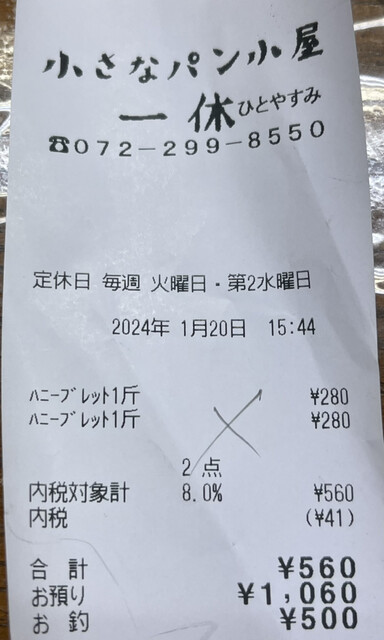 小さなパン小屋
一休 ひとやすみ
☎072-299-8550
定休日 毎週 火曜日・第2水曜日
2024年 1月20日 15:44
ﾊﾆｰﾌﾞﾚｯﾄ1斤 ¥280
ﾊﾆｰﾌﾞﾚｯﾄ1斤 ¥280
2 点
内税対象計 8.0% ¥560
内税 (¥41)
合 計 ¥560
お預り ¥1,060
お 釣 ¥500